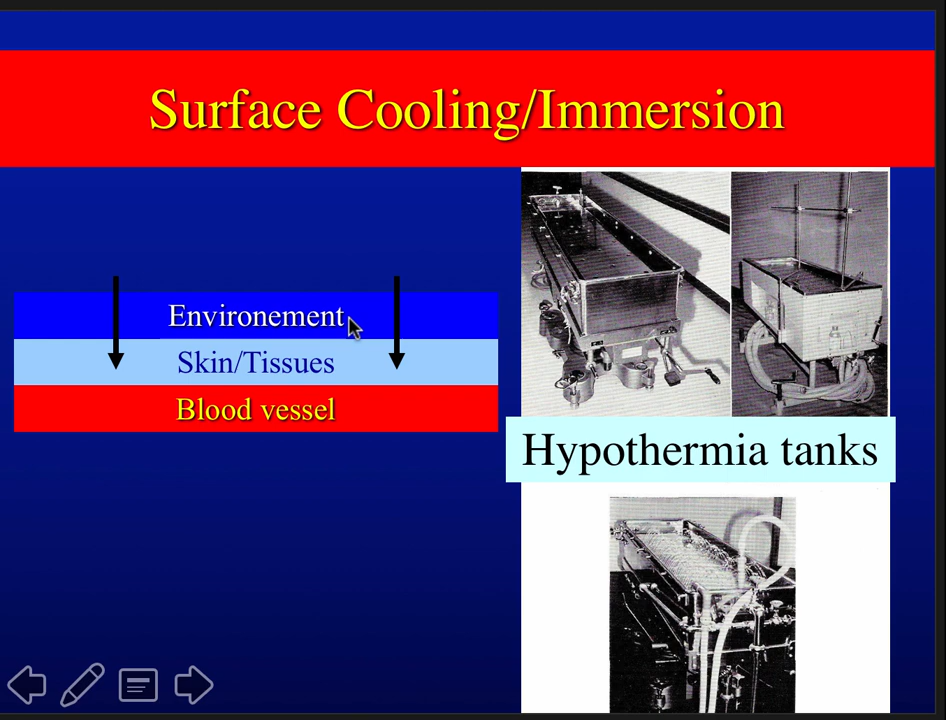 Surface Cooling/Immersion
Environement
Skin/Tissues
Blood vessel
Hypothermia tanks